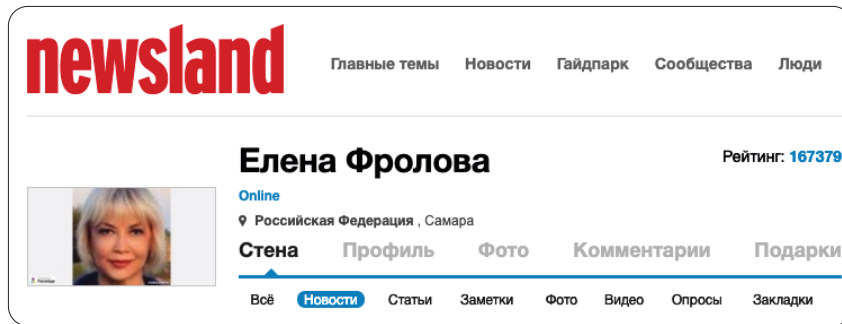 newsland
Главные темы Новости Гайдпарк Сообщества Люди
Елена Фролова
Рейтинг: 167379
Online
Российская Федерация , Самара
Стена Профиль Фото Комментарии Подарки
Всё Новости Статьи Заметки Фото Видео Опросы Закладки